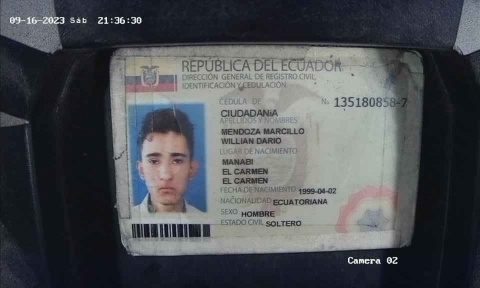 09-16-2023 Sáb 21:36:30
REPÚBLICA DEL ECUADOR
DIRECCIÓN GENERAL DE REGISTRO CIVIL,
IDENTIFICACIÓN Y CEDULACIÓN
CÉDULA DE N. 135180858-7
CIUDADANíA
APELLIDOS Y NOMBRES
MENDOZA MARCILLO
WILLIAN DARIO
LUGAR DE NACIMIENTO
MANABI
EL CARMEN
EL CARMEN
FECHA DE NACIMIENTO 1999-04-02
NACIONALIDAD ECUATORIANA
SEXO HOMBRE
ESTADO CIVIL SOLTERO
Camera 02